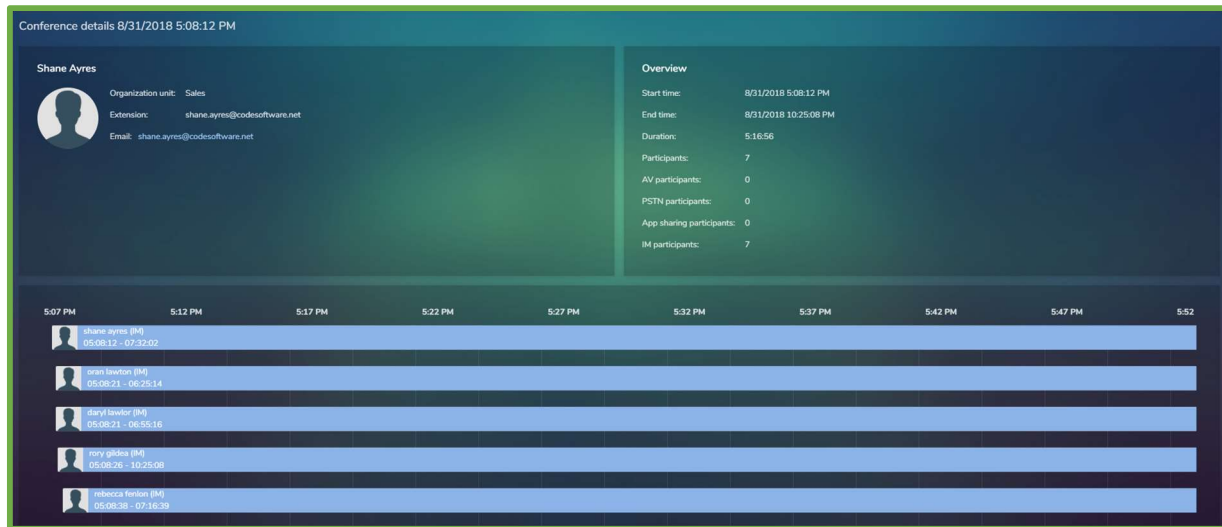 Conference details 8/31/2018 5:08:12 PM
Shane Ayres
Organization unit: Sales
Extension: shane.ayres@codesoftware.net
Email: shane.ayres@codesoftware.net
Overview
Start time: 8/31/2018 5:08:12 PM
End time: 8/31/2018 10:25:08 PM
Duration: 5:16:56
Participants: 7
AV participants: 0
PSTN participants: 0
App sharing participants: 0
IM participants: 7
5:07 PM 5:12 PM 5:17 PM 5:22 PM 5:27 PM 5:32 PM 5:37 PM 5:42 PM 5:47 PM 5:52
shane ayres (IM)
05:08:12 - 07:32:02
oran lawton (IM)
05:08:21 - 06:25:14
daryl lawlor (IM)
05:08:21 - 06:55:16
rory gildea (IM)
05:08:26 - 10:25:08
rebecca fenlon (IM)
05:08:38 - 07:16:39